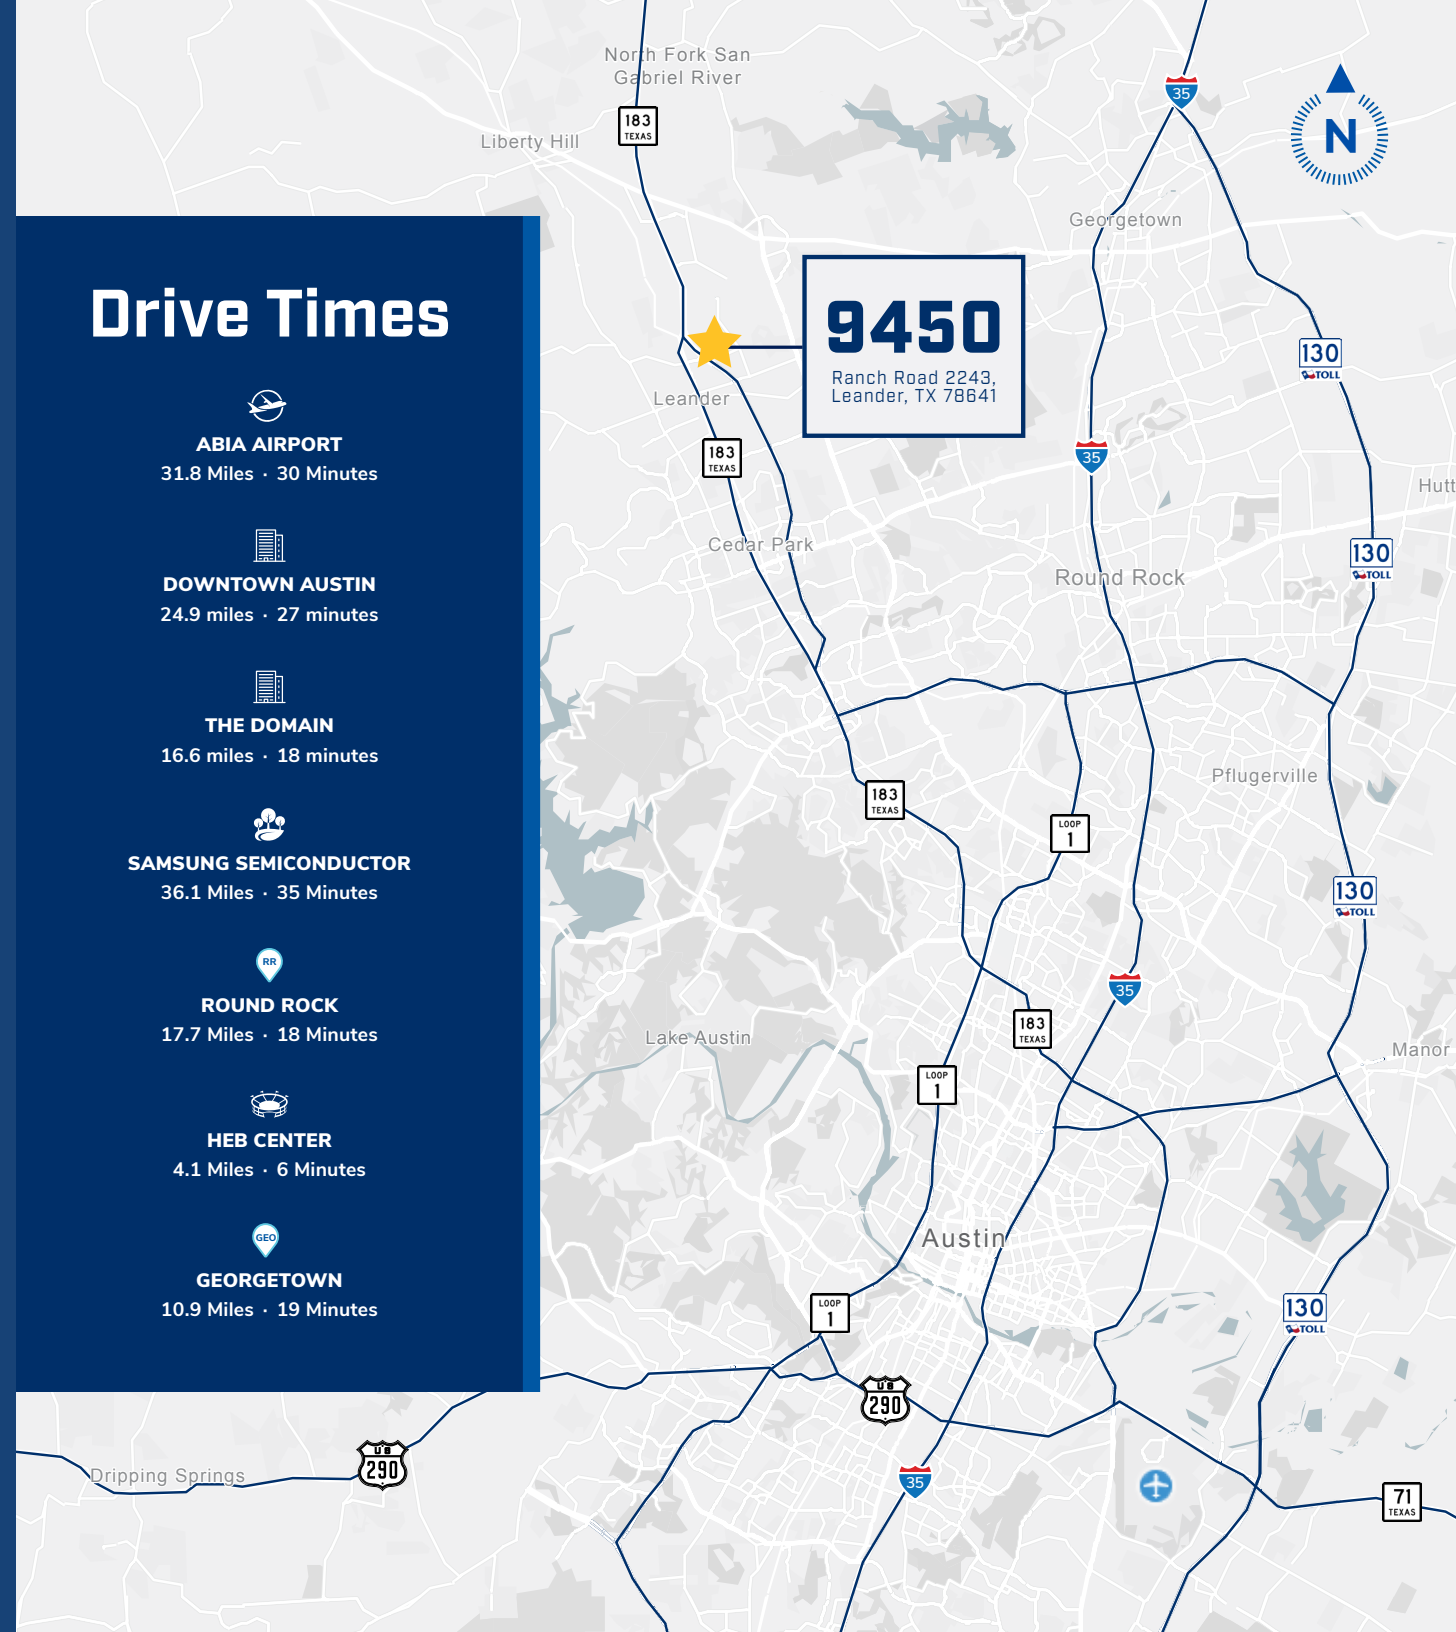 North Fork San
Gabriel River
183
TEXAS
Liberty Hill
35
N
Georgetown
Drive Times
ABIA AIRPORT
31.8 Miles · 30 Minutes
DOWNTOWN AUSTIN
24.9 miles · 27 minutes
THE DOMAIN
16.6 miles · 18 minutes
SAMSUNG SEMICONDUCTOR
36.1 Miles · 35 Minutes
RR
ROUND ROCK
17.7 Miles · 18 Minutes
HEB CENTER
4.1 Miles · 6 Minutes
GEO
GEORGETOWN
10.9 Miles · 19 Minutes
9450
Ranch Road 2243,
Leander, TX 78641
130
TOLL
Leander
183
TEXAS
35
Hutt
Cedar Park
130
TOLL
Round Rock
Pflugerville
183
TEXAS
LOOP
1
130
TOLL
35
183
TEXAS
Lake Austin
Manor
LOOP
1
Austin
LOOP
1
130
TOLL
US
290
US
290
Dripping Springs
35
71
TEXAS